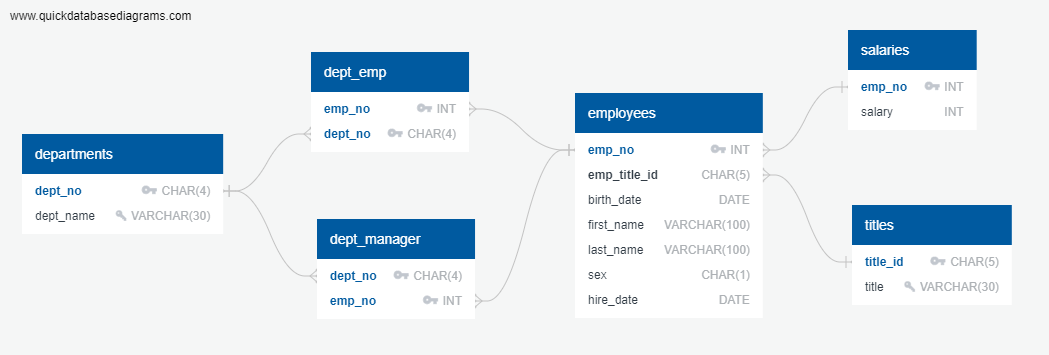 www.quickdatabasediagrams.com
departments
dept_no CHAR(4)
dept_name VARCHAR(30)
dept_emp
emp_no INT
dept_no CHAR(4)
dept_manager
dept_no CHAR(4)
emp_no INT
employees
emp_no INT
emp_title_id CHAR(5)
birth_date DATE
first_name VARCHAR(100)
last_name VARCHAR(100)
sex CHAR(1)
hire_date DATE
salaries
emp_no INT
salary INT
titles
title_id CHAR(5)
title VARCHAR(30)